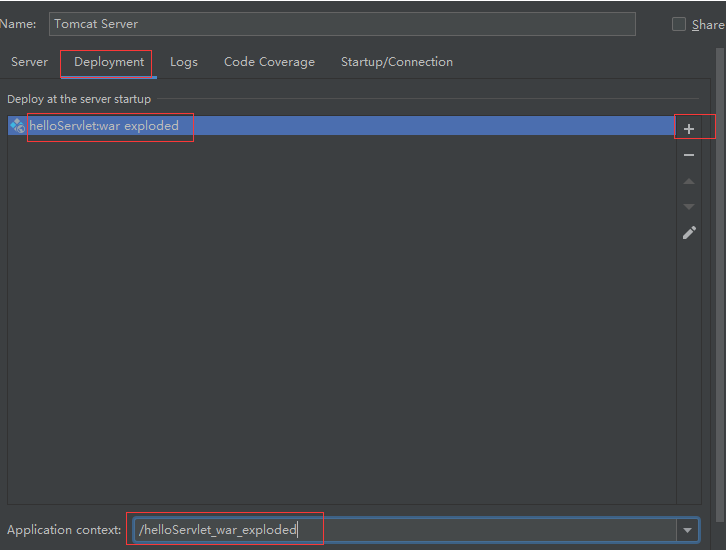 Name: Tomcat Server Share
Server Deployment Logs Code Coverage Startup/Connection
Deploy at the server startup
helloServlet:war exploded
Application context: /helloServlet_war_exploded